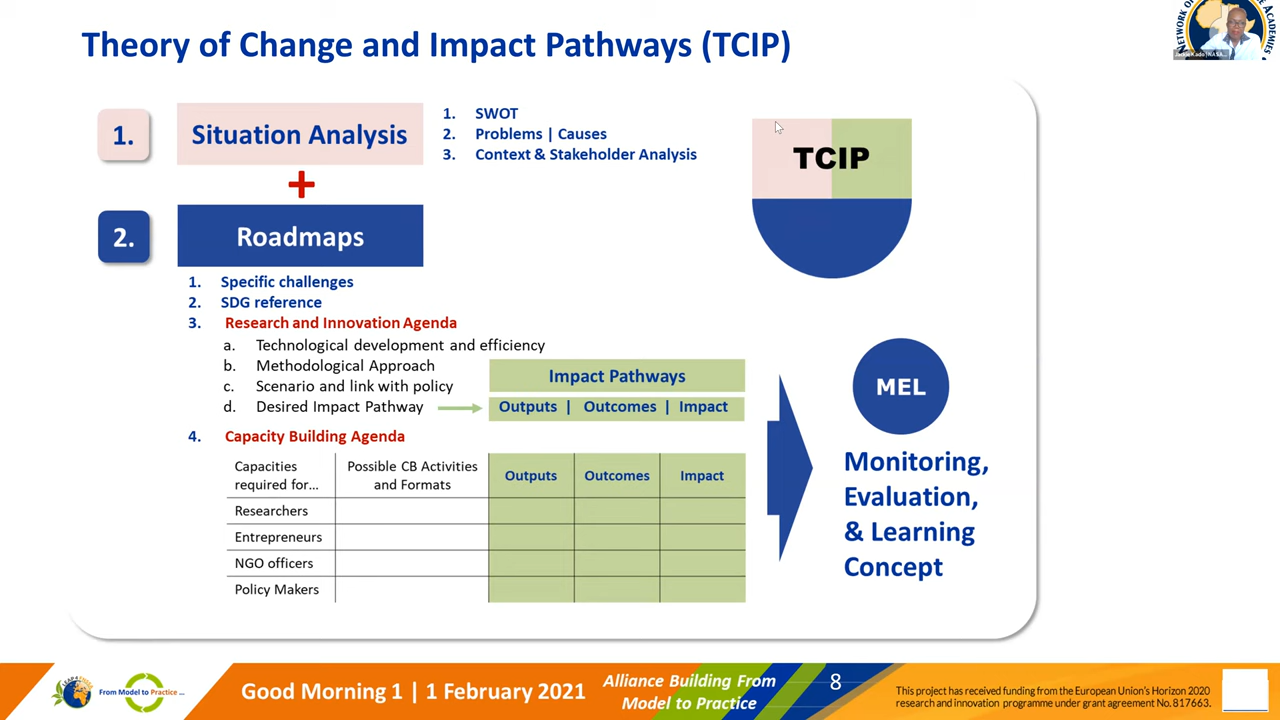 Theory of Change and Impact Pathways (TCIP)
1.
Situation Analysis
1. SWOT
2. Problems | Causes
3. Context & Stakeholder Analysis
+
2.
Roadmaps
1. Specific challenges
2. SDG reference
3. Research and Innovation Agenda
a. Technological development and efficiency
b. Methodological Approach
c. Scenario and link with policy
d. Desired Impact Pathway
Impact Pathways
Outputs | Outcomes | Impact
4. Capacity Building Agenda
Capacities required for... Possible CB Activities and Formats Outputs Outcomes Impact
Researchers
Entrepreneurs
NGO officers
Policy Makers
TCIP
MEL
Monitoring,
Evaluation,
& Learning
Concept
NETWORK OF
ACADEMIES
From Model to Practice ...
Good Morning 1 | 1 February 2021
Alliance Building From
Model to Practice
8
This project has received funding from the European Union's Horizon 2020
research and innovation programme under grant agreement No. 817663.